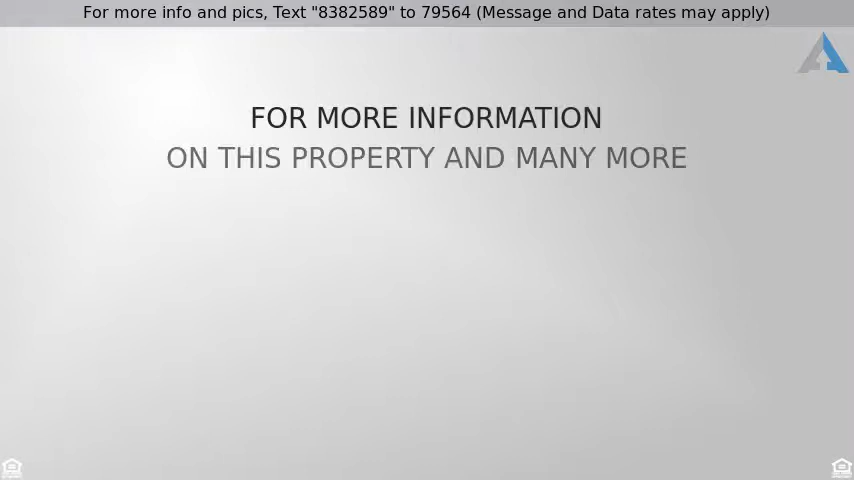 For more info and pics, Text "8382589" to 79564 (Message and Data rates may apply)
FOR MORE INFORMATION
ON THIS PROPERTY AND MANY MORE